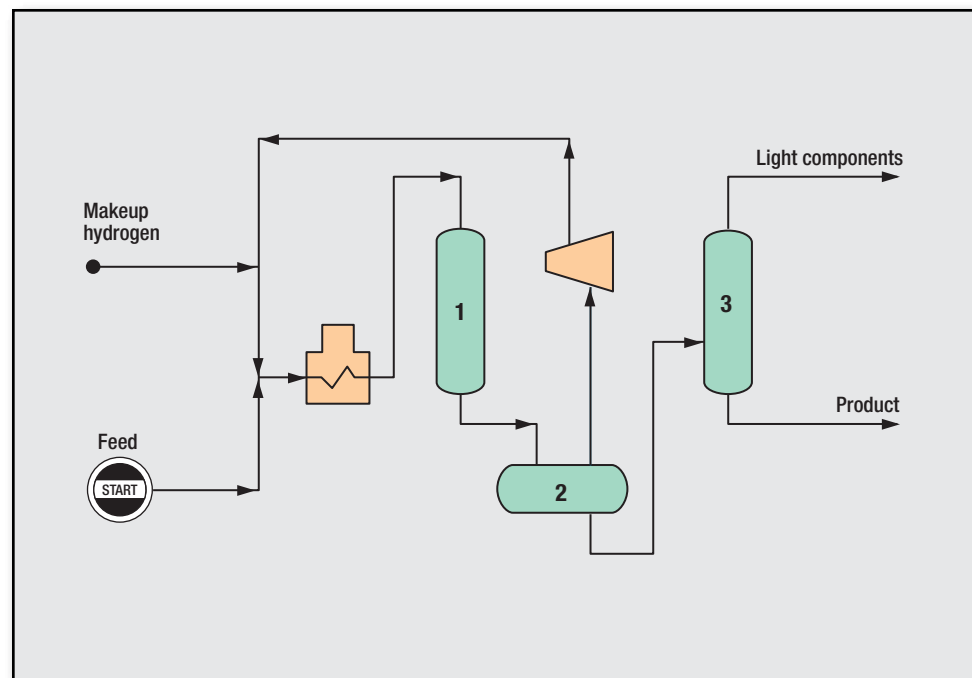 Light components
Makeup
hydrogen
1
3
Product
Feed
START
2